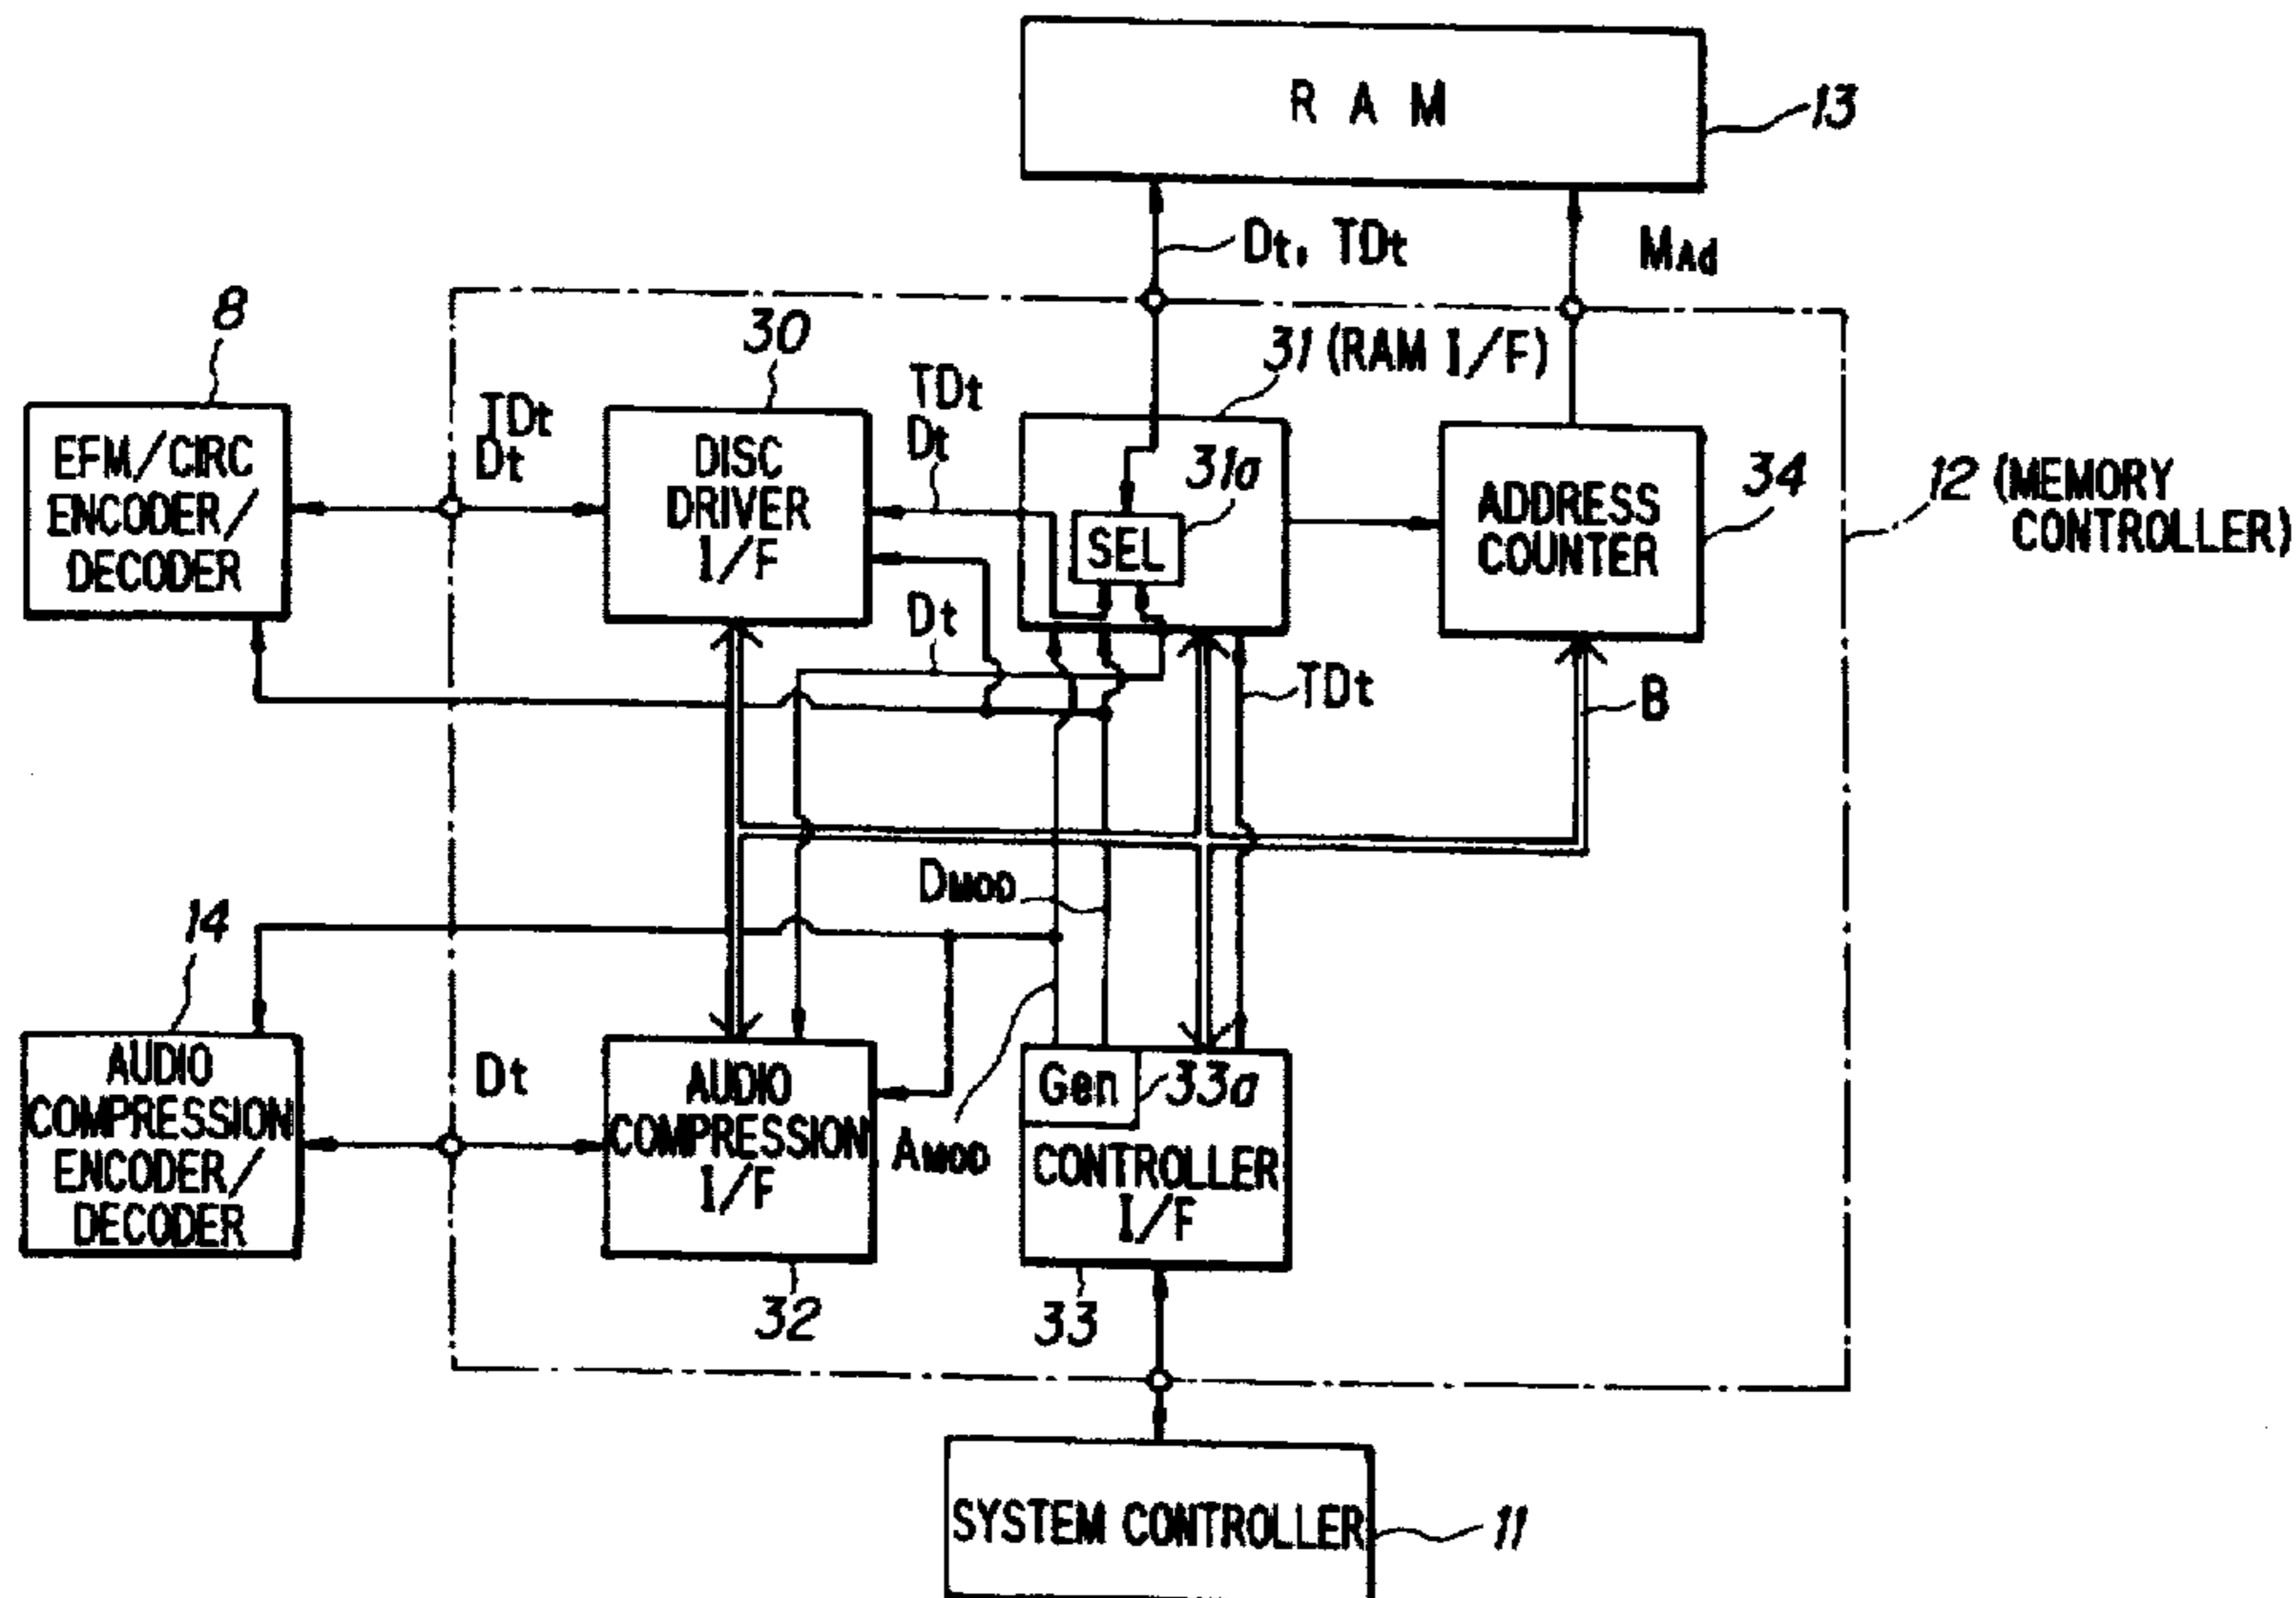 R A M
13
Dt, TDt
MAd
8
30
31 (RAM I/F)
TDt
Dt
TDt
Dt
EFM/CIRC
ENCODER/
DECODER
DISC
DRIVER
I/F
31a
SEL
ADDRESS
COUNTER
34
12 (MEMORY
CONTROLLER)
Dt
TDt
B
DMOD
14
AUDIO
COMPRESSION
ENCODER/
DECODER
Dt
AUDIO
COMPRESSION
I/F
AMOD
Gen
33a
CONTROLLER
I/F
32
33
SYSTEM CONTROLLER
11